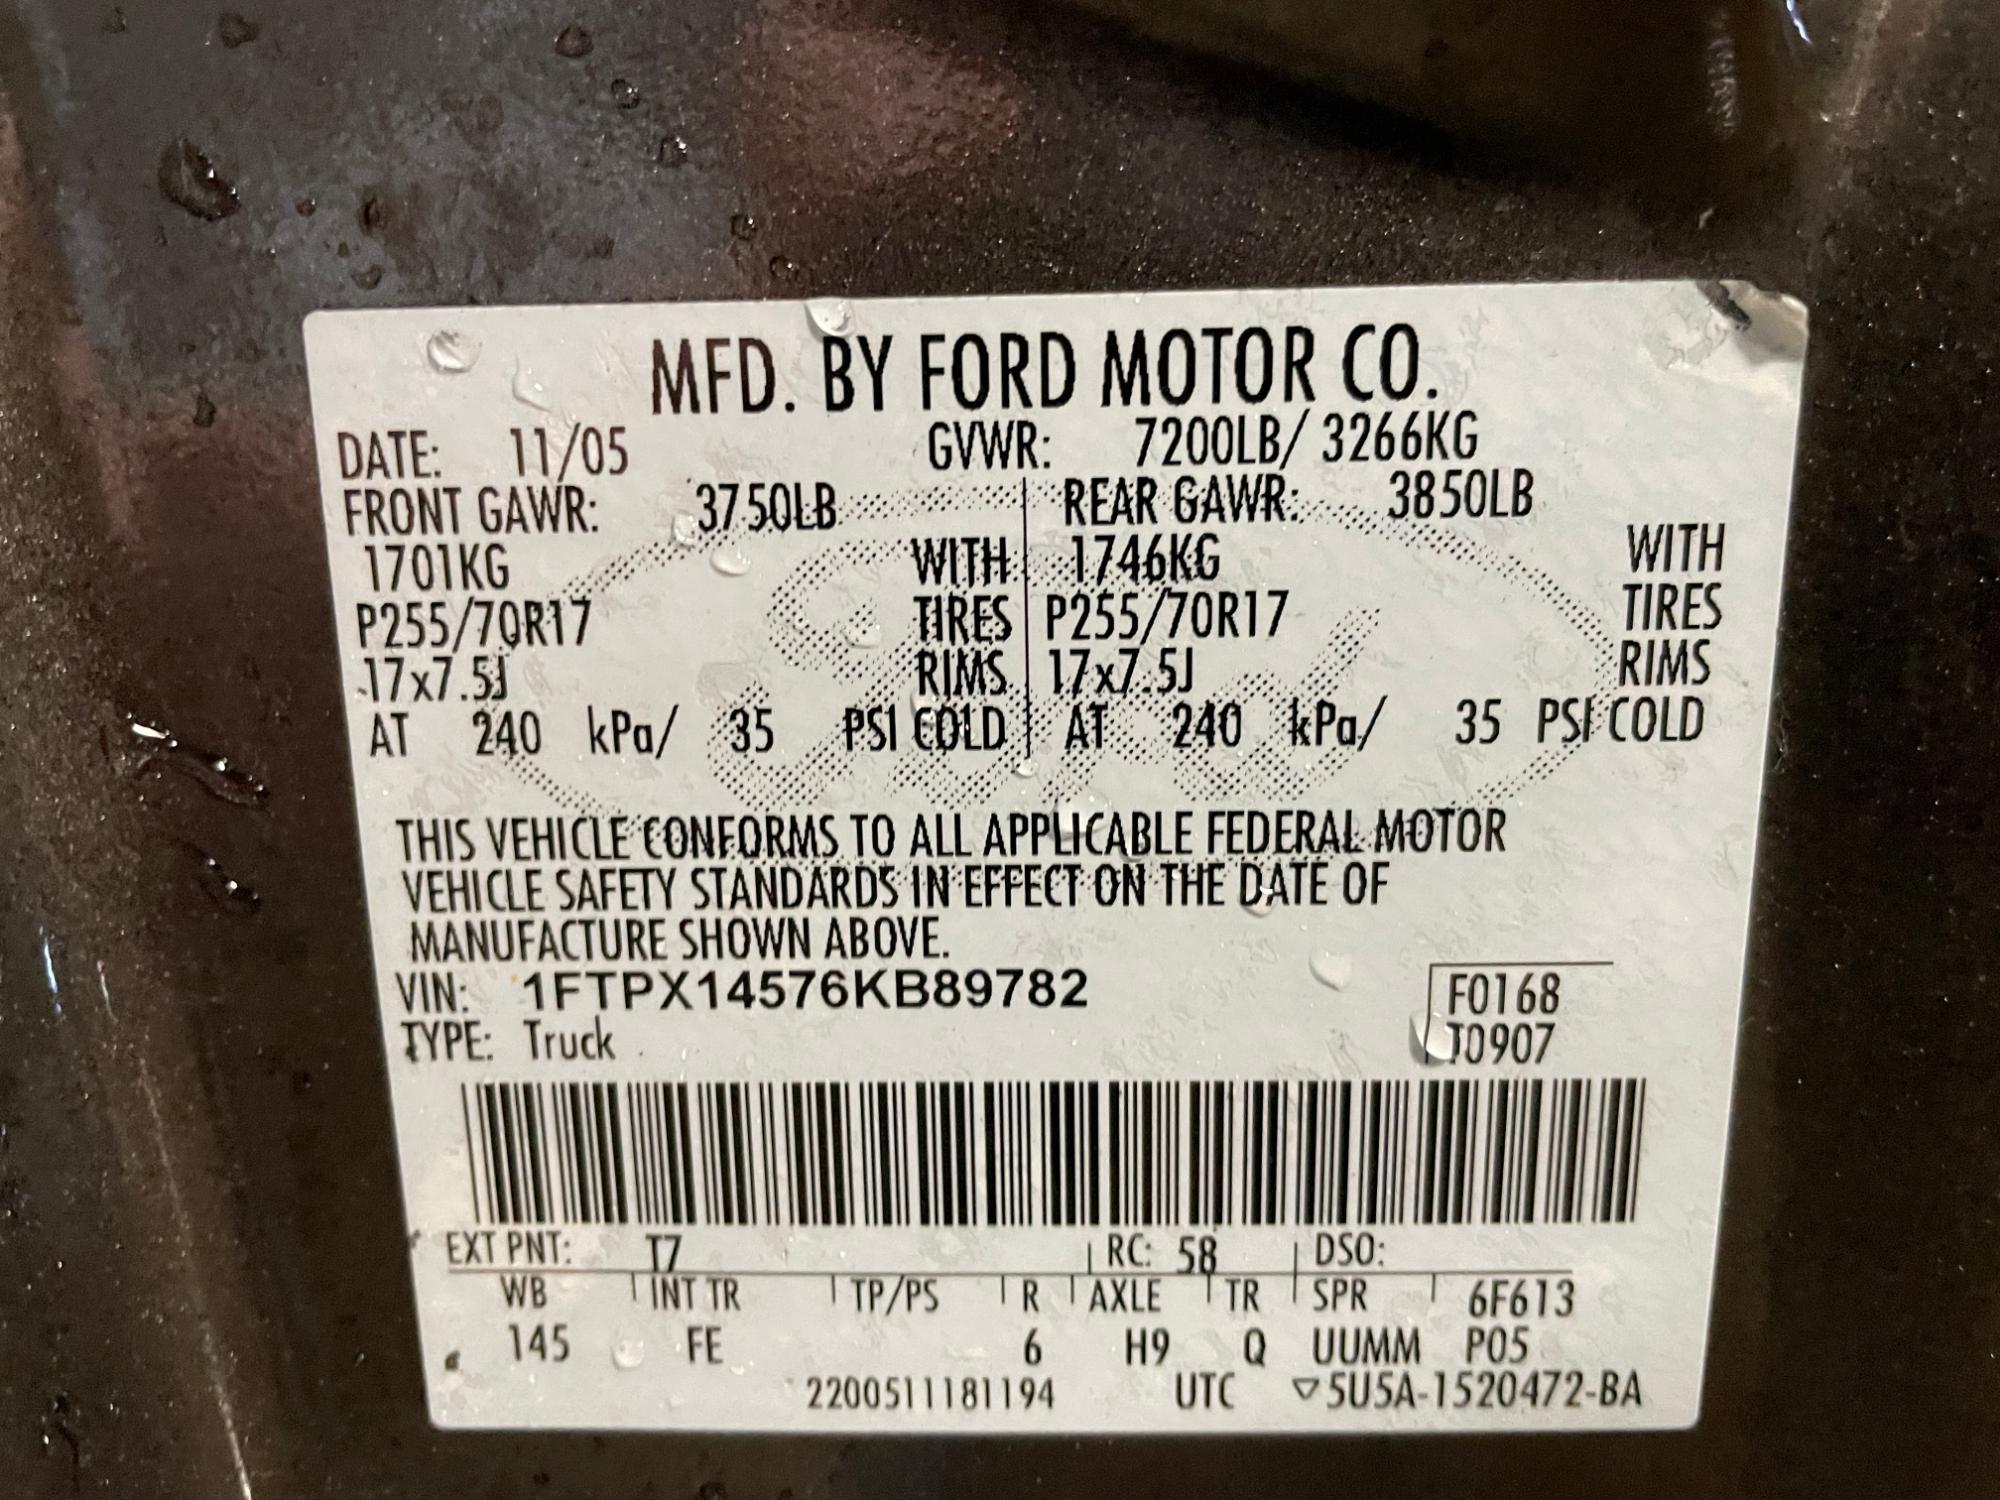 MFD. BY FORD MOTOR CO.
DATE: 11/05 GVWR: 7200LB/ 3266KG
FRONT GAWR: 3750LB REAR GAWR: 3850LB
1701KG WITH 1746KG WITH
P255/70R17 TIRES P255/70R17 TIRES
17x7.5J RIMS 17x7.5J RIMS
AT 240 kPa/ 35 PSI COLD AT 240 kPa/ 35 PSI COLD
THIS VEHICLE CONFORMS TO ALL APPLICABLE FEDERAL MOTOR
VEHICLE SAFETY STANDARDS IN EFFECT ON THE DATE OF
MANUFACTURE SHOWN ABOVE.
VIN: 1FTPX14576KB89782 F0168
TYPE: Truck T0907
EXT PNT: T7 RC: 58 DSO:
WB INT TR TP/PS R AXLE TR SPR 6F613
145 FE 6 H9 Q UUMM P05
2200511181194 UTC ▽5U5A-1520472-BA